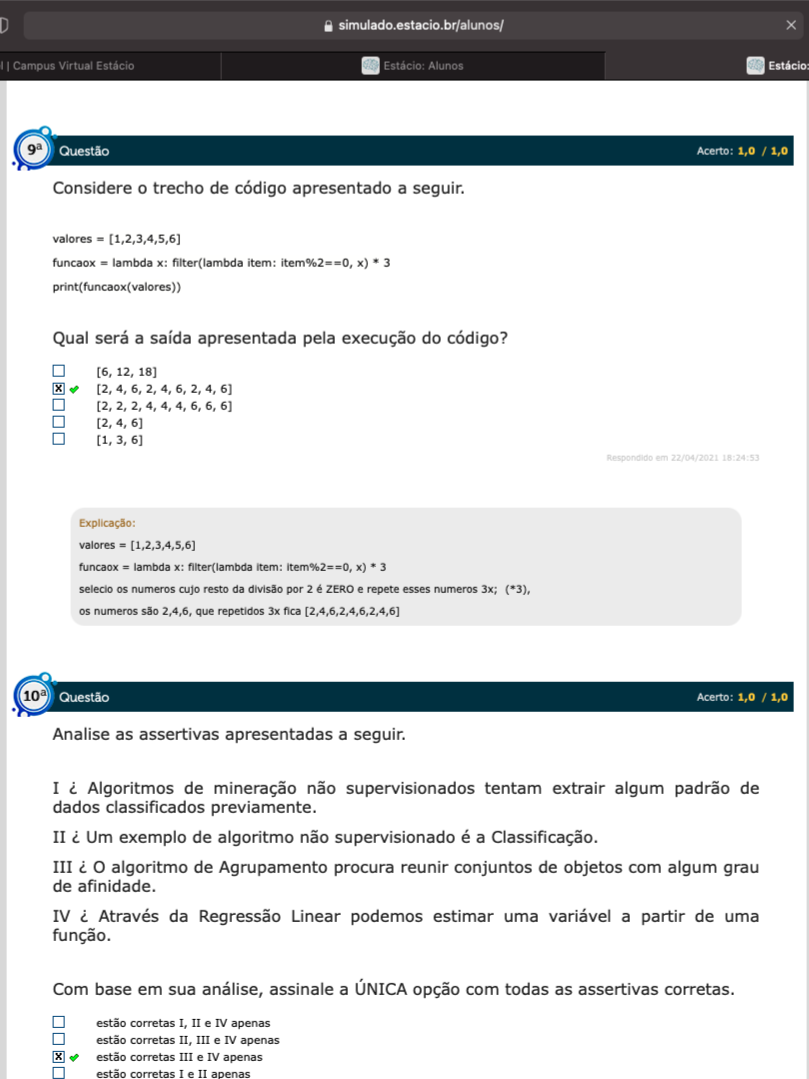 simulado.estacio.br/alunos/
l | Campus Virtual Estácio
Estácio: Alunos
Estácio:
9ª Questão Acerto: 1,0 / 1,0
Considere o trecho de código apresentado a seguir.
valores = [1,2,3,4,5,6]
funcaox = lambda x: filter(lambda item: item%2==0, x) * 3
print(funcaox(valores))
Qual será a saída apresentada pela execução do código?
[6, 12, 18]
[2, 4, 6, 2, 4, 6, 2, 4, 6]
[2, 2, 2, 4, 4, 4, 6, 6, 6]
[2, 4, 6]
[1, 3, 6]
Respondido em 22/04/2021 18:24:53
Explicação:
valores = [1,2,3,4,5,6]
funcaox = lambda x: filter(lambda item: item%2==0, x) * 3
selecio os numeros cujo resto da divisão por 2 é ZERO e repete esses numeros 3x; (*3),
os numeros são 2,4,6, que repetidos 3x fica [2,4,6,2,4,6,2,4,6]
10ª Questão Acerto: 1,0 / 1,0
Analise as assertivas apresentadas a seguir.
I ¿ Algoritmos de mineração não supervisionados tentam extrair algum padrão de
dados classificados previamente.
II ¿ Um exemplo de algoritmo não supervisionado é a Classificação.
III ¿ O algoritmo de Agrupamento procura reunir conjuntos de objetos com algum grau
de afinidade.
IV ¿ Através da Regressão Linear podemos estimar uma variável a partir de uma
função.
Com base em sua análise, assinale a ÚNICA opção com todas as assertivas corretas.
estão corretas I, II e IV apenas
estão corretas II, III e IV apenas
estão corretas III e IV apenas
estão corretas I e II apenas